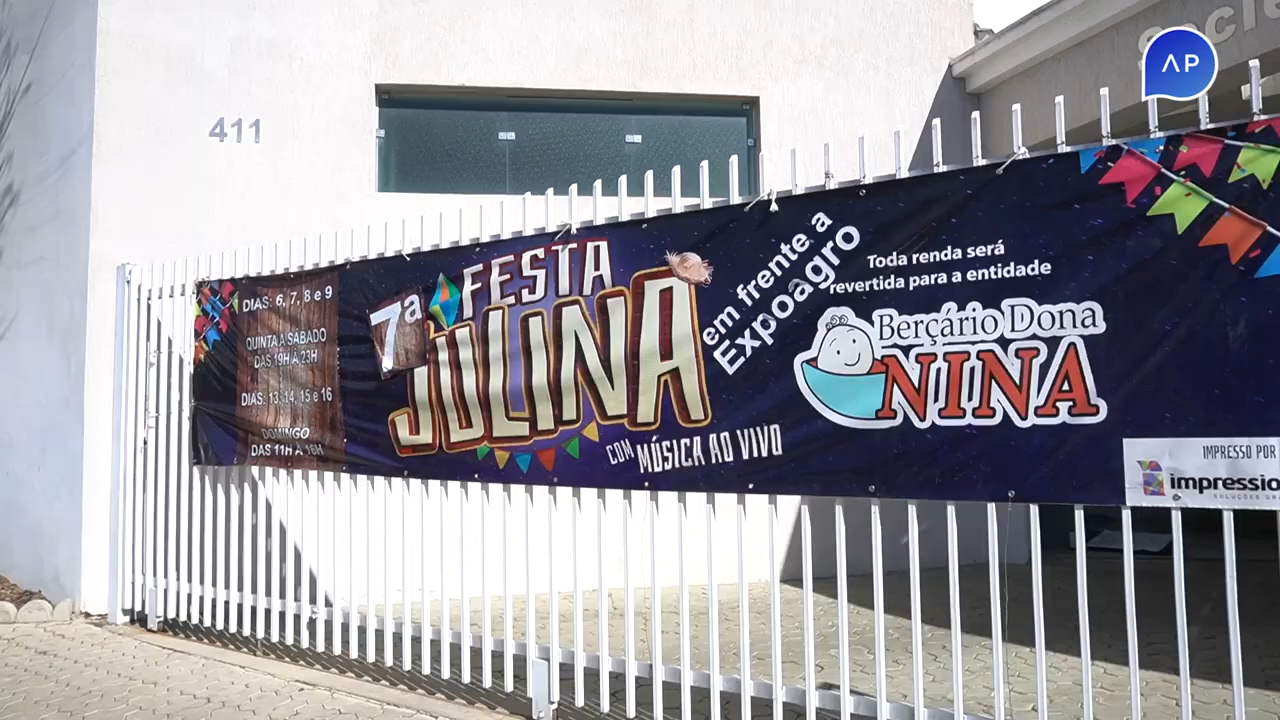 411
Socie
AP
DIAS: 6, 7, 8 e 9
QUINTA A SÁBADO
DAS 19H À 23H
DIAS: 13, 14, 15 e 16
DOMINGO
DAS 11H À 16H
7ª FESTA
JULINA
COM MÚSICA AO VIVO
em frente a
Expoagro
Toda renda será
revertida para a entidade
Berçário Dona
NINA
IMPRESSO POR
impressio